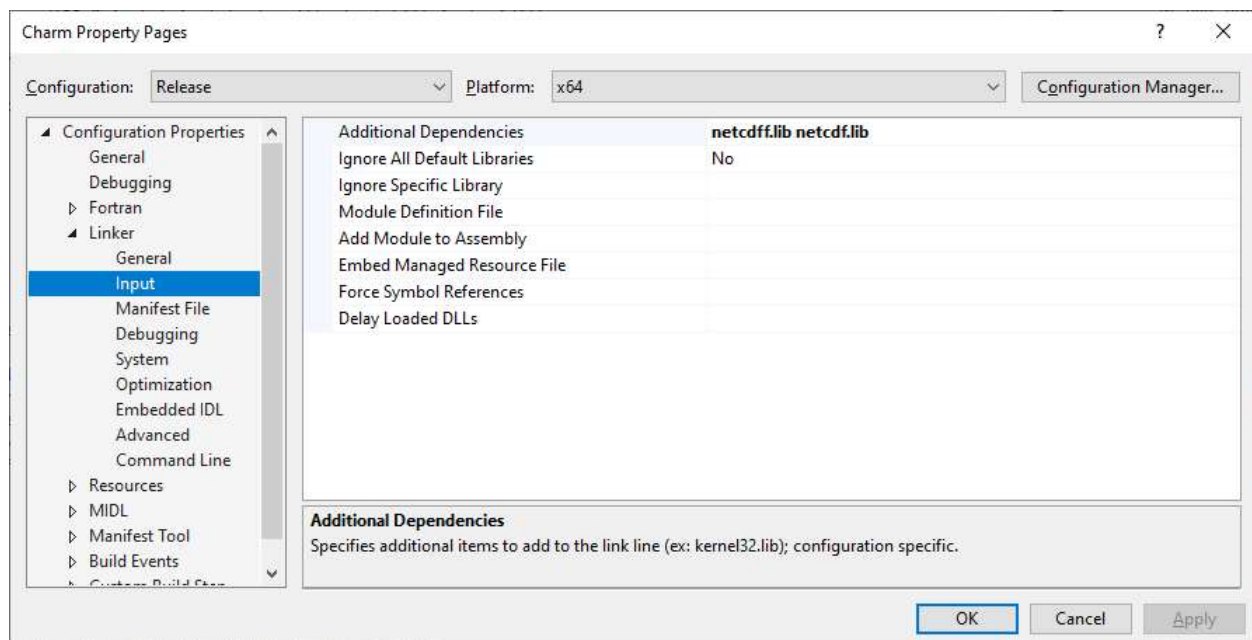 Charm Property Pages
? 
Configuration: Release Platform: x64 Configuration Manager...
Configuration Properties
General
Debugging
Fortran
Linker
General
Input
Manifest File
Debugging
System
Optimization
Embedded IDL
Advanced
Command Line
Resources
MIDL
Manifest Tool
Build Events
Custom Build Step
Additional Dependencies netcdff.lib netcdf.lib
Ignore All Default Libraries No
Ignore Specific Library
Module Definition File
Add Module to Assembly
Embed Managed Resource File
Force Symbol References
Delay Loaded DLLs
Additional Dependencies
Specifies additional items to add to the link line (ex: kernel32.lib); configuration specific.
OK Cancel Apply